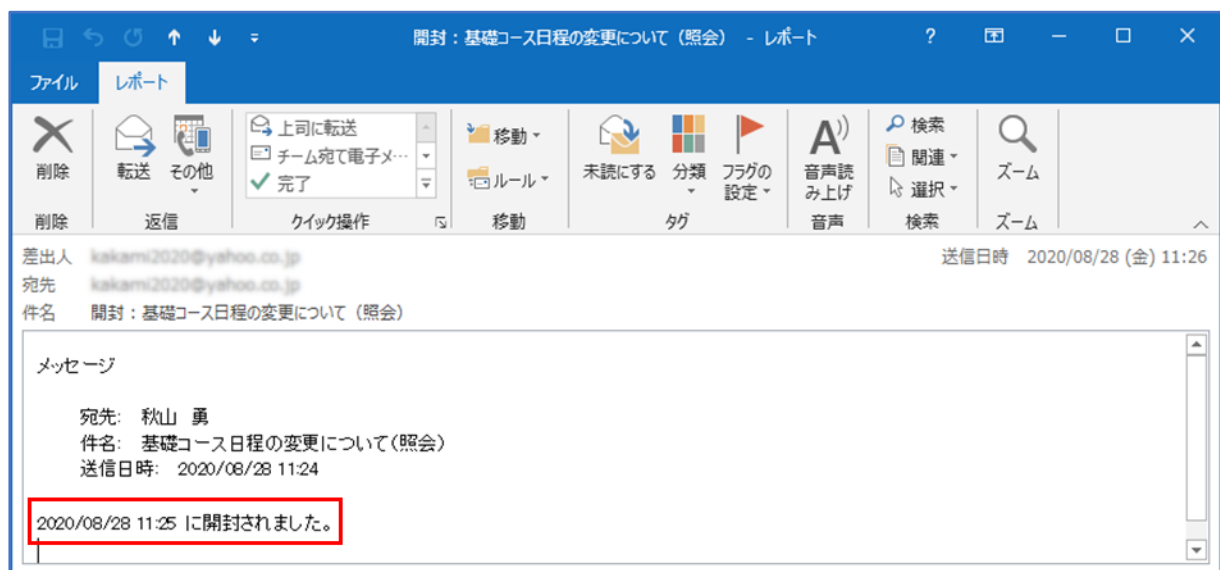 開封：基礎コース日程の変更について（照会） - レポート ?
ファイル レポート
削除
転送 その他
上司に転送
チーム宛て電子メ…
完了
移動
ルール
未読にする 分類 フラグの設定
音声読み上げ
検索
関連
選択
ズーム
削除 返信 クイック操作 移動 タグ 音声 検索 ズーム
差出人 kakami2020@yahoo.co.jp 送信日時 2020/08/28 (金) 11:26
宛先 kakami2020@yahoo.co.jp
件名 開封：基礎コース日程の変更について（照会）
メッセージ
宛先: 秋山 勇
件名: 基礎コース日程の変更について(照会)
送信日時: 2020/08/28 11:24
2020/08/28 11:25 に開封されました。